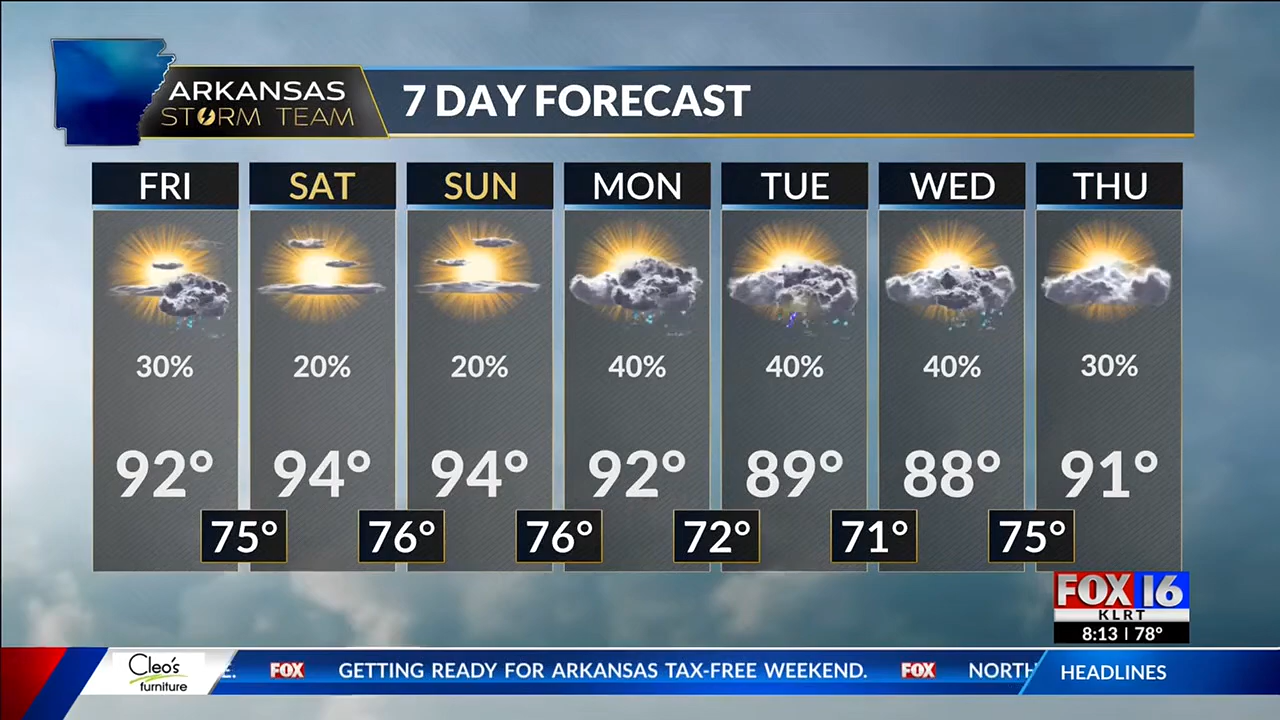 ARKANSAS
STORM TEAM
7 DAY FORECAST
FRI SAT SUN MON TUE WED THU
30% 20% 20% 40% 40% 40% 30%
92° 94° 94° 92° 89° 88° 91°
75° 76° 76° 72° 71° 75°
FOX 16
KLRT
8:13 | 78°
Cleo's
furniture
E. FOX GETTING READY FOR ARKANSAS TAX-FREE WEEKEND. FOX NORTH
HEADLINES